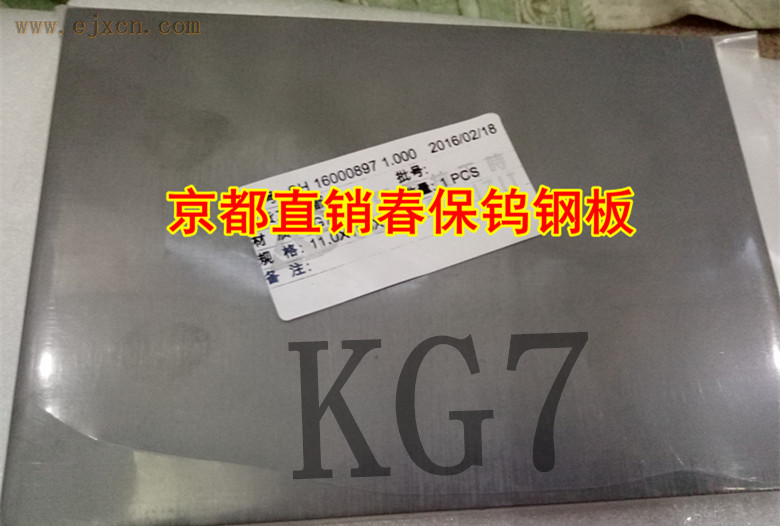 www.ejxcn.com
16000897 1.000 2016/02/18
批号:
1 PCS
京都直销春保钨钢板
规 格: 11.0X
备 注:
KG7